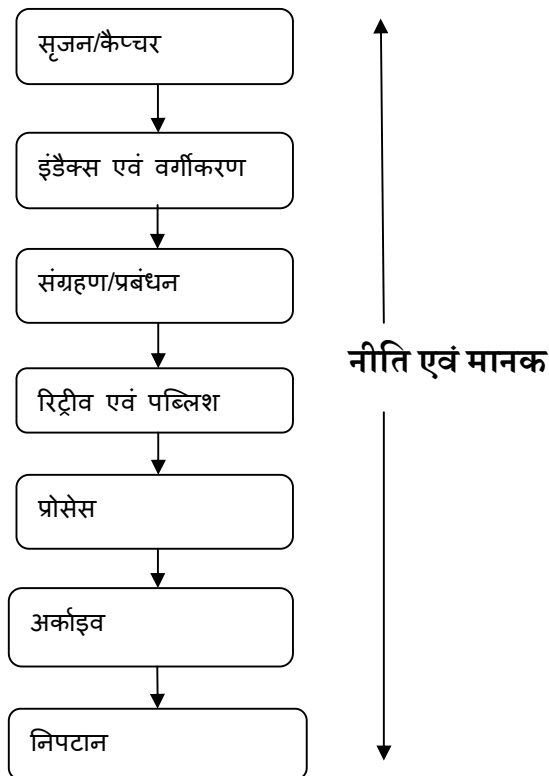 सृजन/कैप्चर
इंडैक्स एवं वर्गीकरण
संग्रहण/प्रबंधन
नीति एवं मानक
रिट्रीव एवं पब्लिश
प्रोसेस
अर्काइव
निपटान